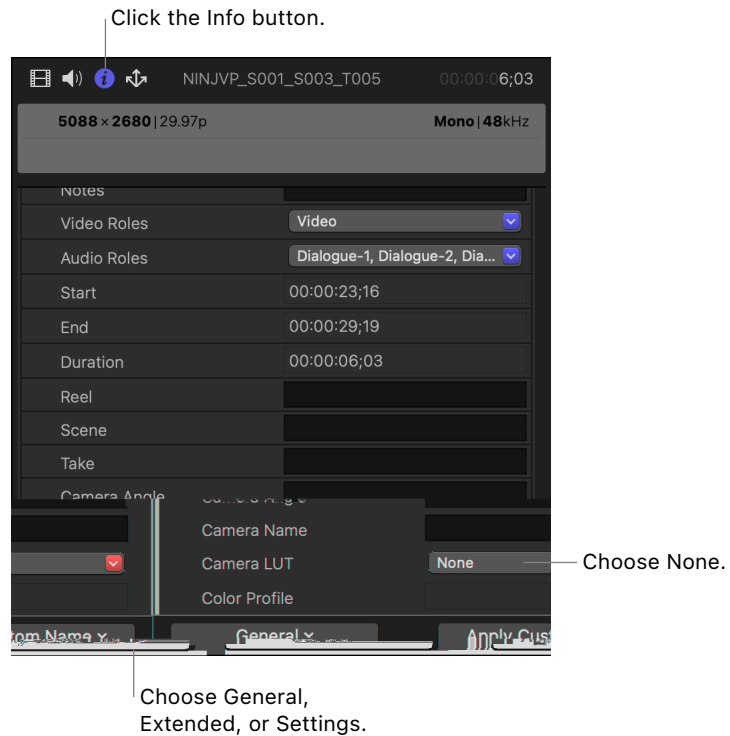 Click the Info button.
NINJVP_S001_S003_T005 00:00:06;03
5088 × 2680 | 29.97p Mono | 48kHz
Notes
Video Roles Video
Audio Roles Dialogue-1, Dialogue-2, Dia...
Start 00:00:23;16
End 00:00:29;19
Duration 00:00:06;03
Reel
Scene
Take
Camera Angle
Camera Name
Camera LUT None
Choose None.
Color Profile
General
Choose General,
Extended, or Settings.